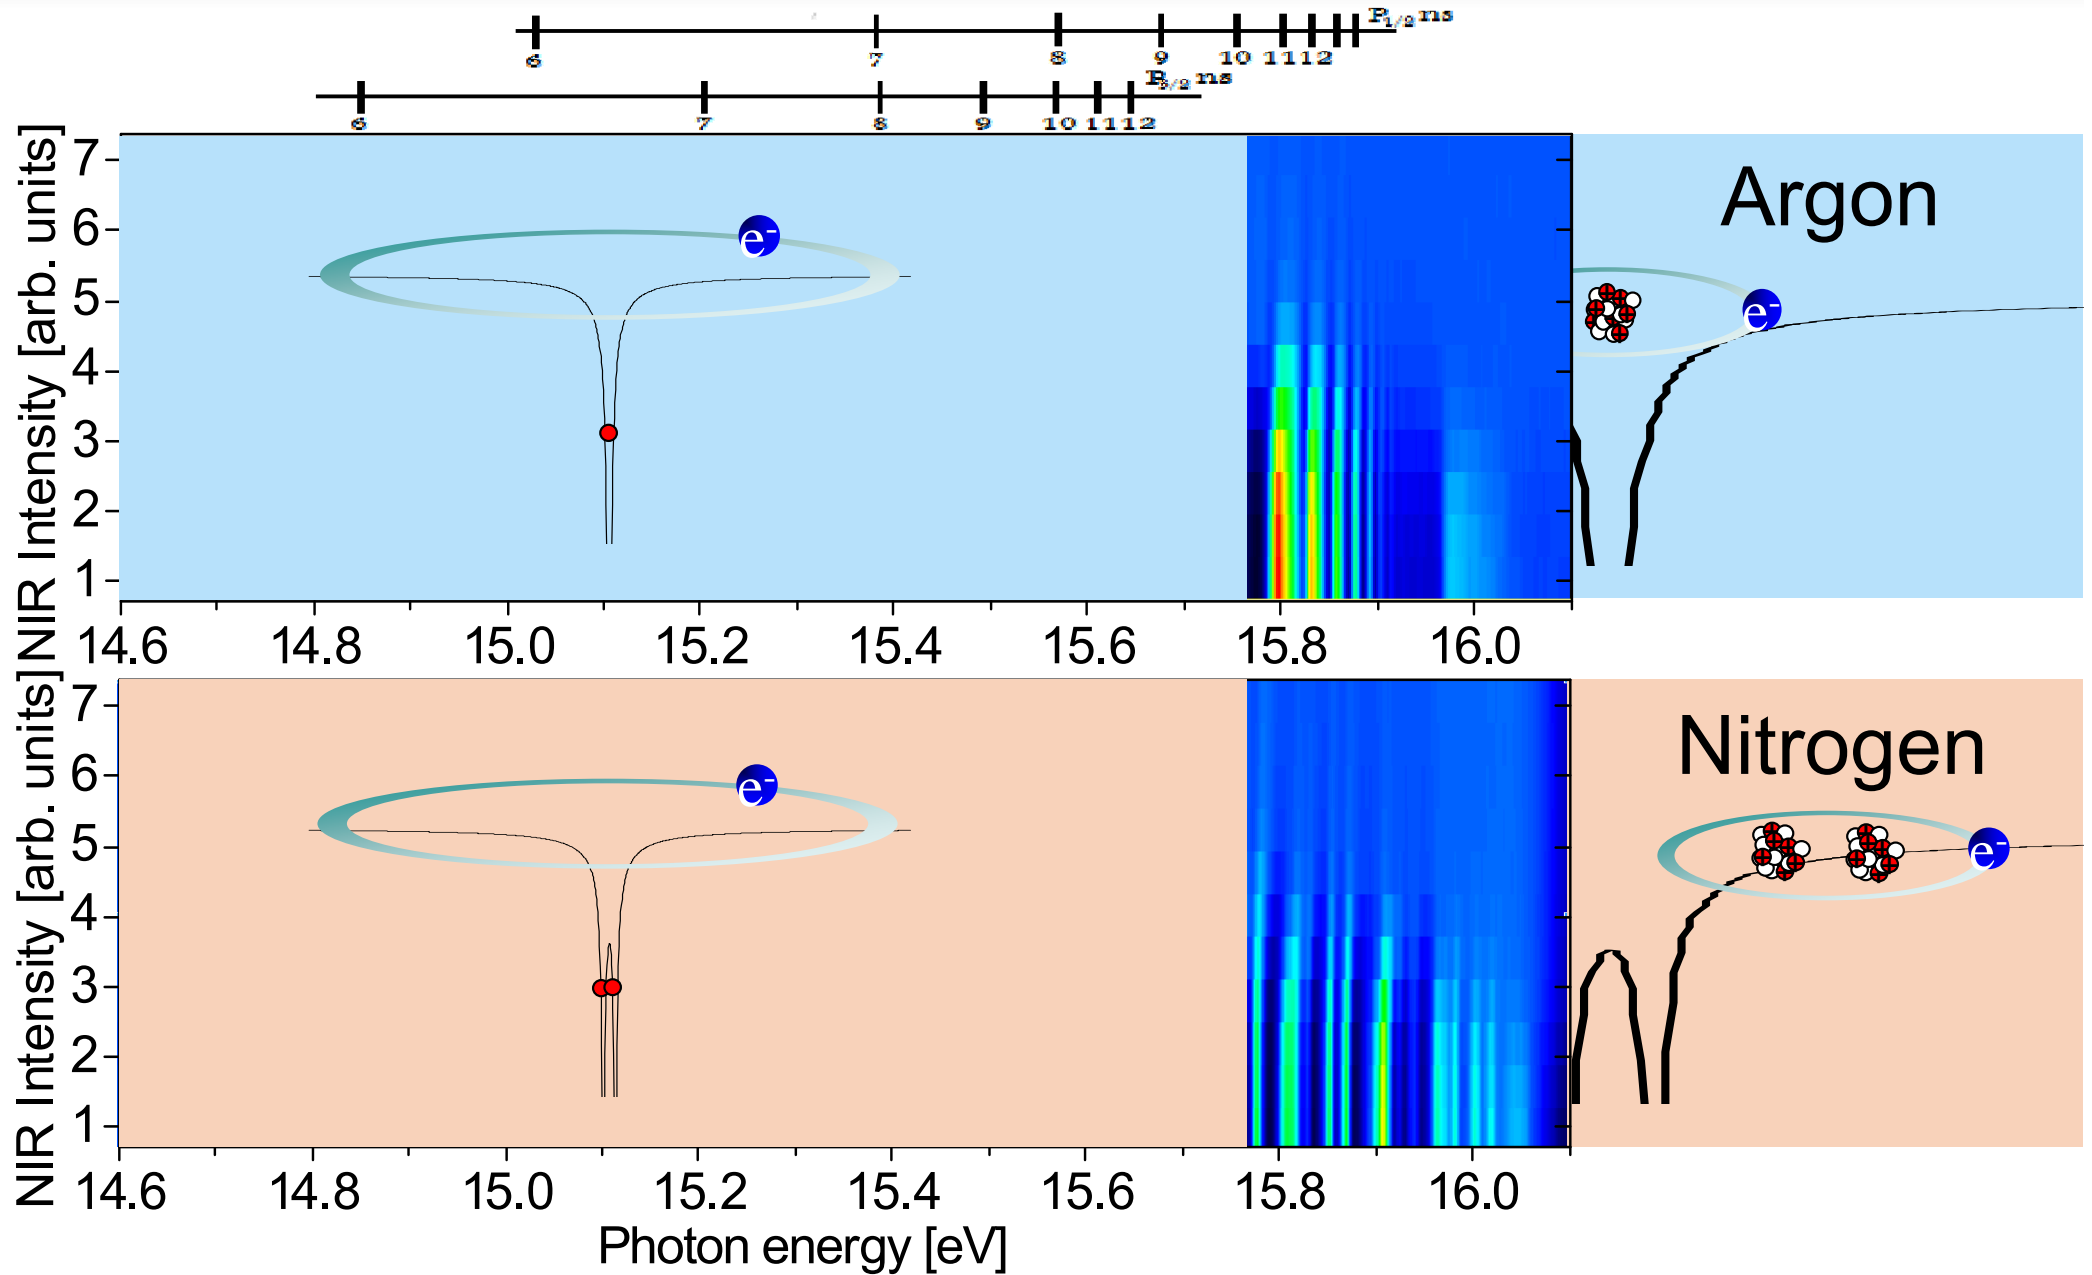 P1/2 ns
6 7 8 9 10 11 12
P3/2 ns
6 7 8 9 10 11 12
NIR Intensity [arb. units]
7
6
5
4
3
2
1
e-
Argon
e-
14.6 14.8 15.0 15.2 15.4 15.6 15.8 16.0
NIR Intensity [arb. units]
7
6
5
4
3
2
1
e-
Nitrogen
e-
14.6 14.8 15.0 15.2 15.4 15.6 15.8 16.0
Photon energy [eV]